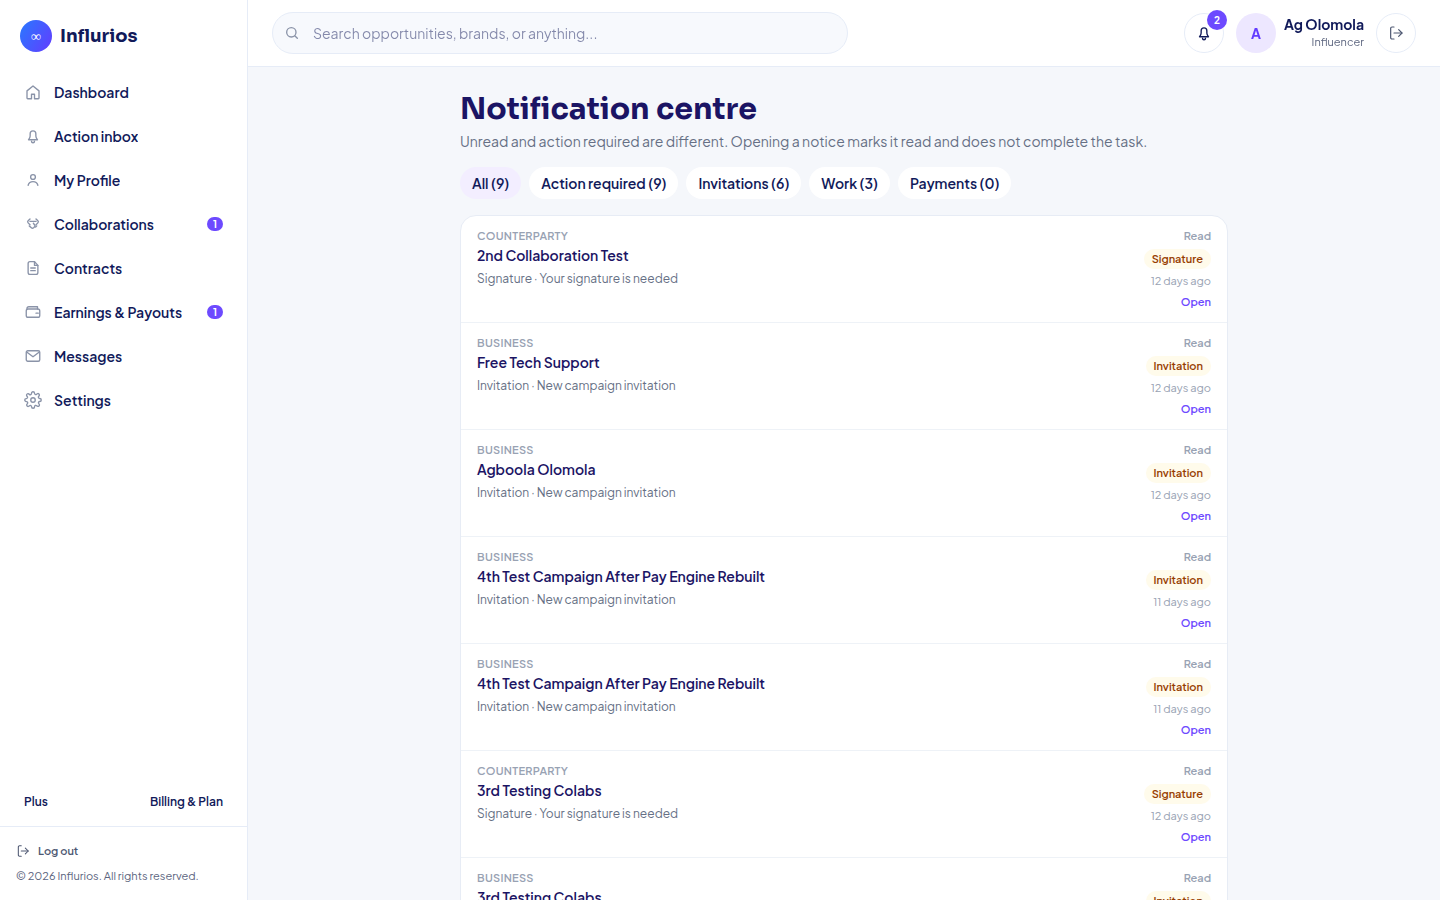 ∞ Influrios
Search opportunities, brands, or anything...
2
A
Ag Olomola
Influencer
Dashboard
Action inbox
My Profile
Collaborations 1
Contracts
Earnings & Payouts 1
Messages
Settings
Plus
Billing & Plan
Log out
© 2026 Influrios. All rights reserved.
Notification centre
Unread and action required are different. Opening a notice marks it read and does not complete the task.
All (9) Action required (9) Invitations (6) Work (3) Payments (0)
COUNTERPARTY
2nd Collaboration Test
Signature · Your signature is needed
Read
Signature
12 days ago
Open
BUSINESS
Free Tech Support
Invitation · New campaign invitation
Read
Invitation
12 days ago
Open
BUSINESS
Agboola Olomola
Invitation · New campaign invitation
Read
Invitation
12 days ago
Open
BUSINESS
4th Test Campaign After Pay Engine Rebuilt
Invitation · New campaign invitation
Read
Invitation
11 days ago
Open
BUSINESS
4th Test Campaign After Pay Engine Rebuilt
Invitation · New campaign invitation
Read
Invitation
11 days ago
Open
COUNTERPARTY
3rd Testing Colabs
Signature · Your signature is needed
Read
Signature
12 days ago
Open
BUSINESS
3rd Testing Colabs
Read
Invitation